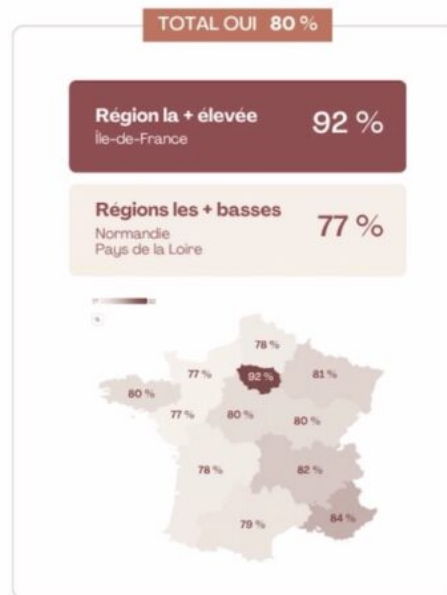 TOTAL OUI 80 %
Région la + élevée
Île-de-France
92 %
Régions les + basses
Normandie
Pays de la Loire
77 %
78 %
77 %
92 %
81 %
80 %
77 %
80 %
80 %
78 %
82 %
79 %
84 %